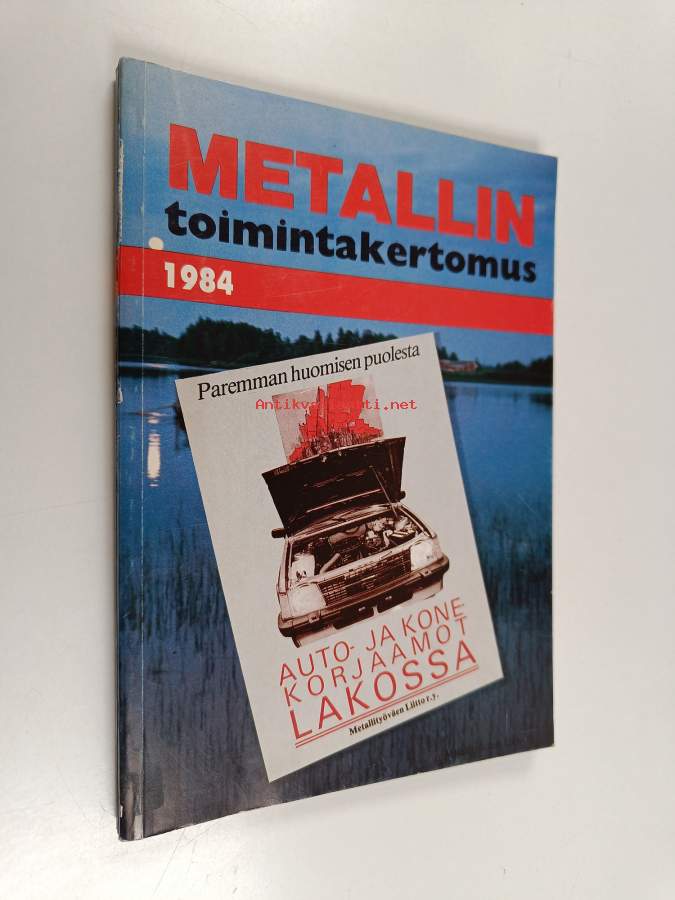 METALLIN
toimintakertomus
1984
Paremman huomisen puolesta
AUTO- JA KONE-
KORJAAMOT
LAKOSSA
Metallityöväen Liitto r.y.